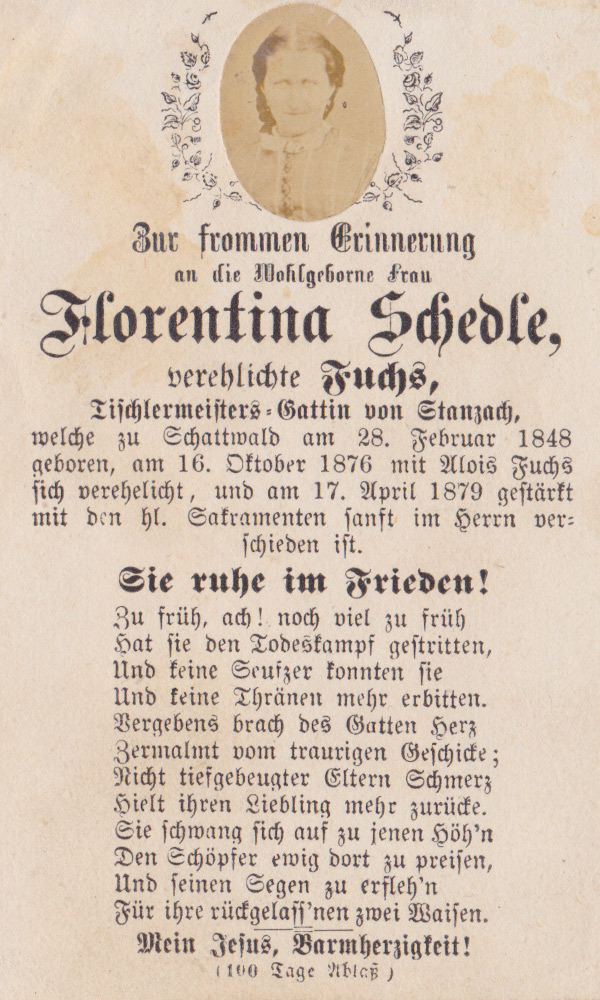 Zur frommen Erinnerung
an die Wohlgeborne Frau
Florentina Schedle,
verehlichte Fuchs,
Tischlermeisters-Gattin von Stanzach,
welche zu Schattwald am 28. Februar 1848
geboren, am 16. Oktober 1876 mit Alois Fuchs
sich verehelicht, und am 17. April 1879 gestärkt
mit den hl. Sakramenten sanft im Herrn ver-
schieden ist.
Sie ruhe im Frieden!
Zu früh, ach! noch viel zu früh
Hat sie den Todeskampf gestritten,
Und keine Seufzer konnten sie
Und keine Thränen mehr erbitten.
Vergebens brach des Gatten Herz
Zermalmt vom traurigen Geschicke;
Nicht tiefgebeugter Eltern Schmerz
Hielt ihren Liebling mehr zurücke.
Sie schwang sich auf zu jenen Höh'n
Den Schöpfer ewig dort zu preisen,
Und seinen Segen zu erfleh'n
Für ihre rückgelass'nen zwei Waisen.
Mein Jesus, Barmherzigkeit!
(100 Tage Ablaß)